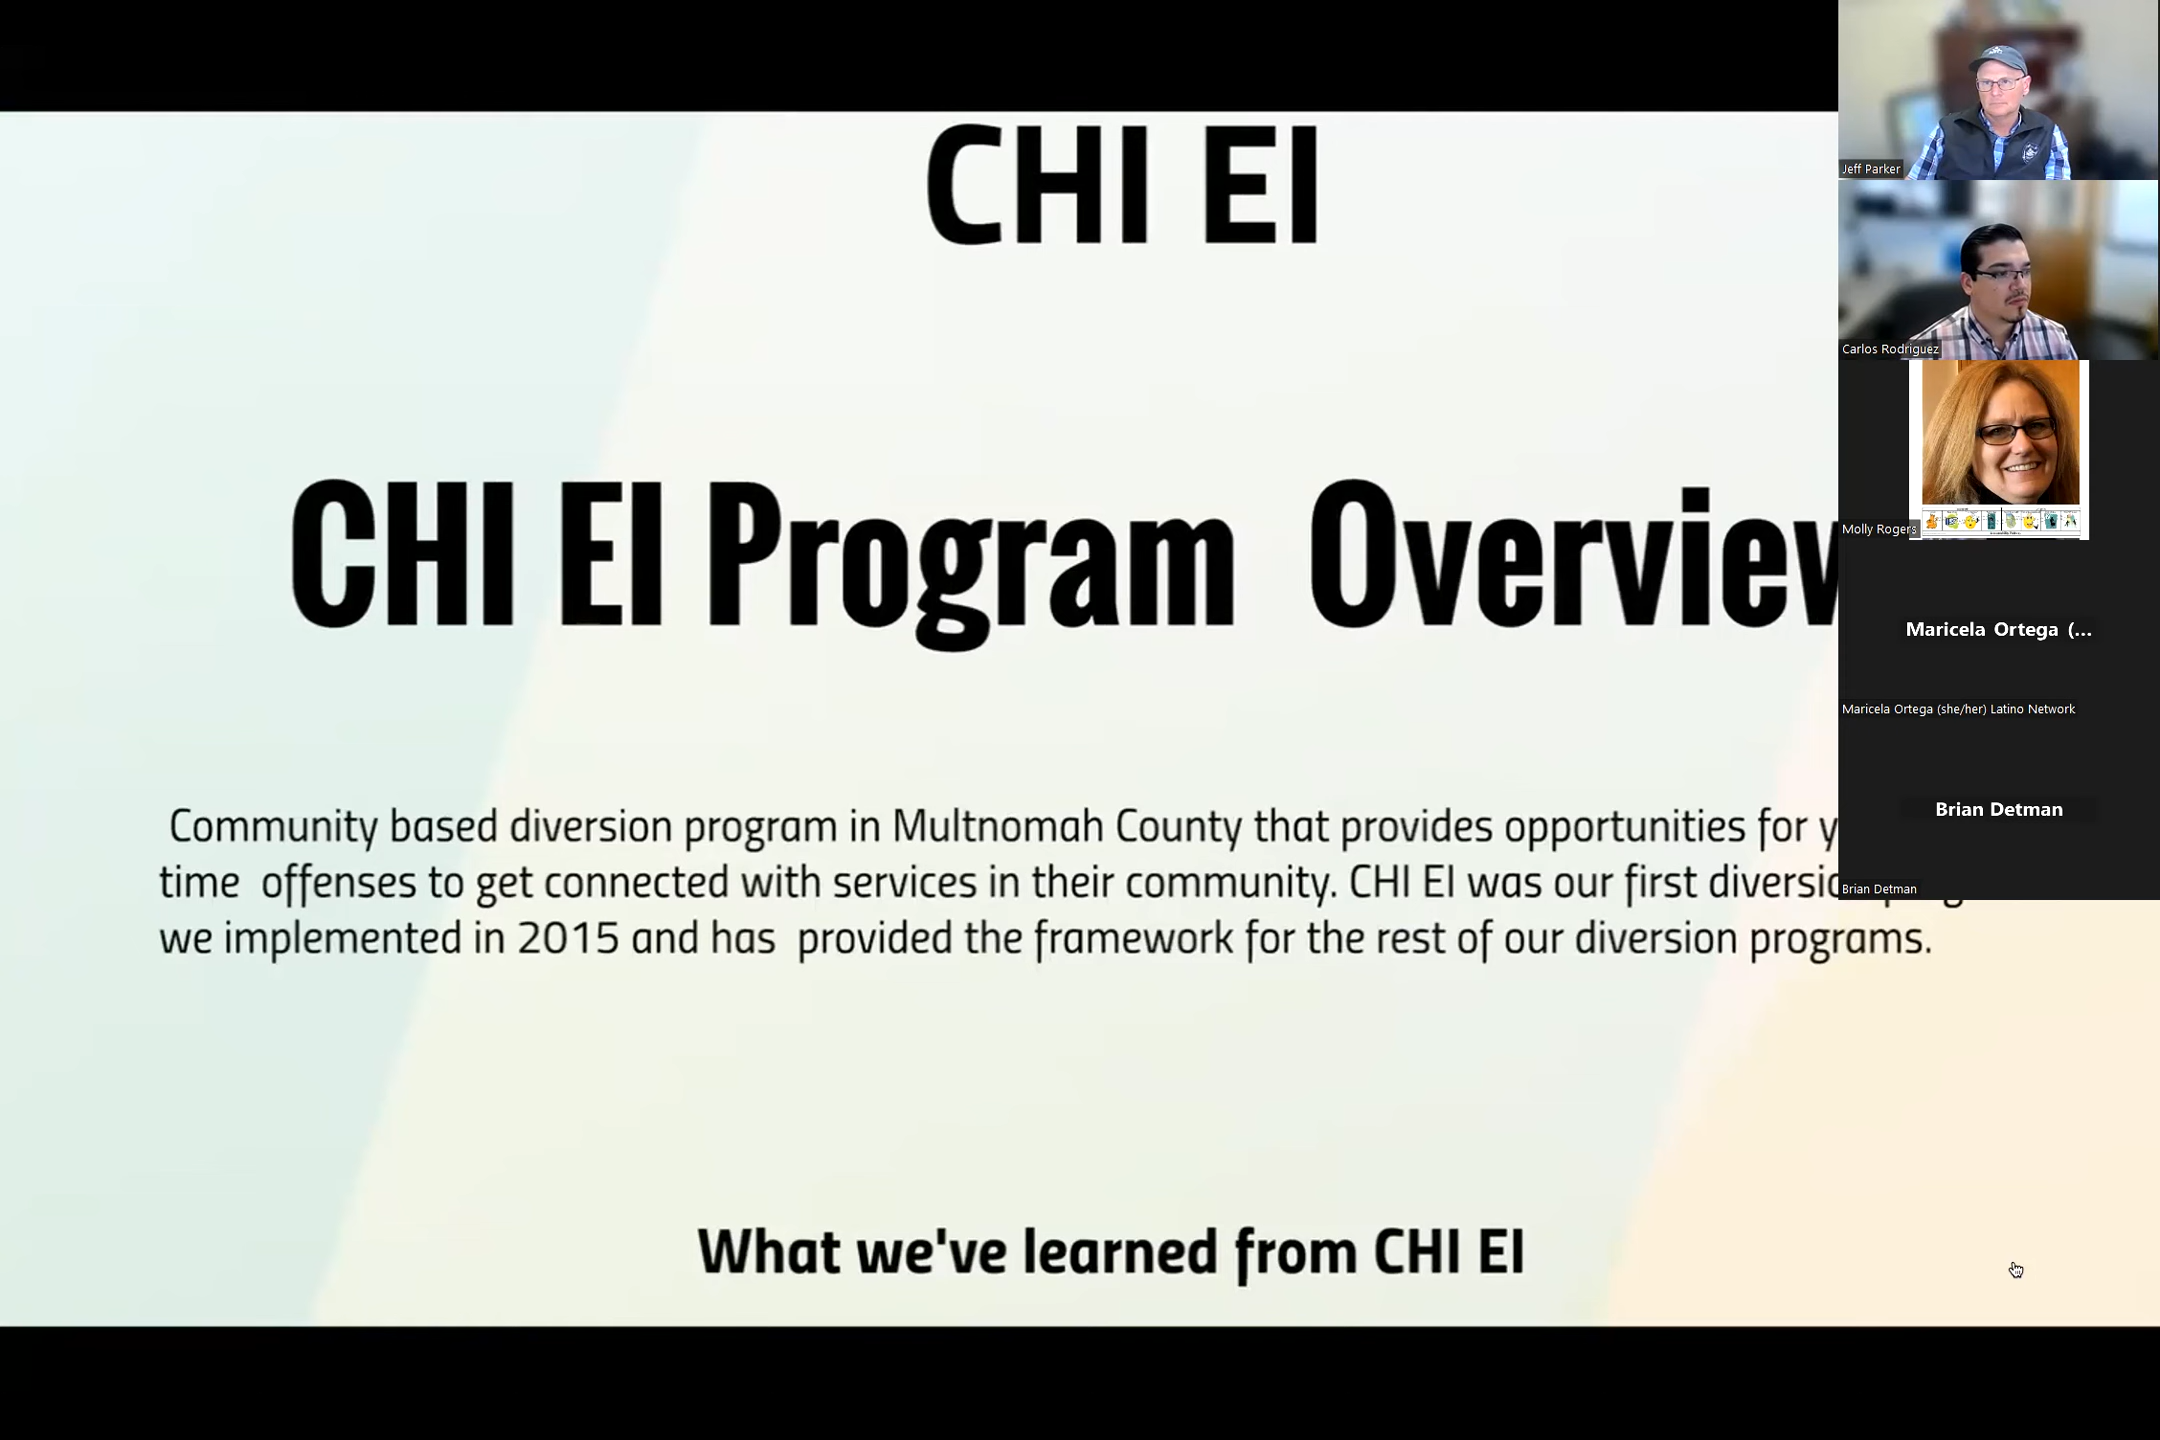 CHI EI
CHI EI Program Overview
Community based diversion program in Multnomah County that provides opportunities for
time offenses to get connected with services in their community. CHI EI was our first
we implemented in 2015 and has provided the framework for the rest of our diversion programs.
What we've learned from CHI EI
Jeff Parker
Carlos Rodriguez
Molly Rogers
Maricela Ortega (...
Maricela Ortega (she/her) Latino Network
Brian Detman
Brian Detman